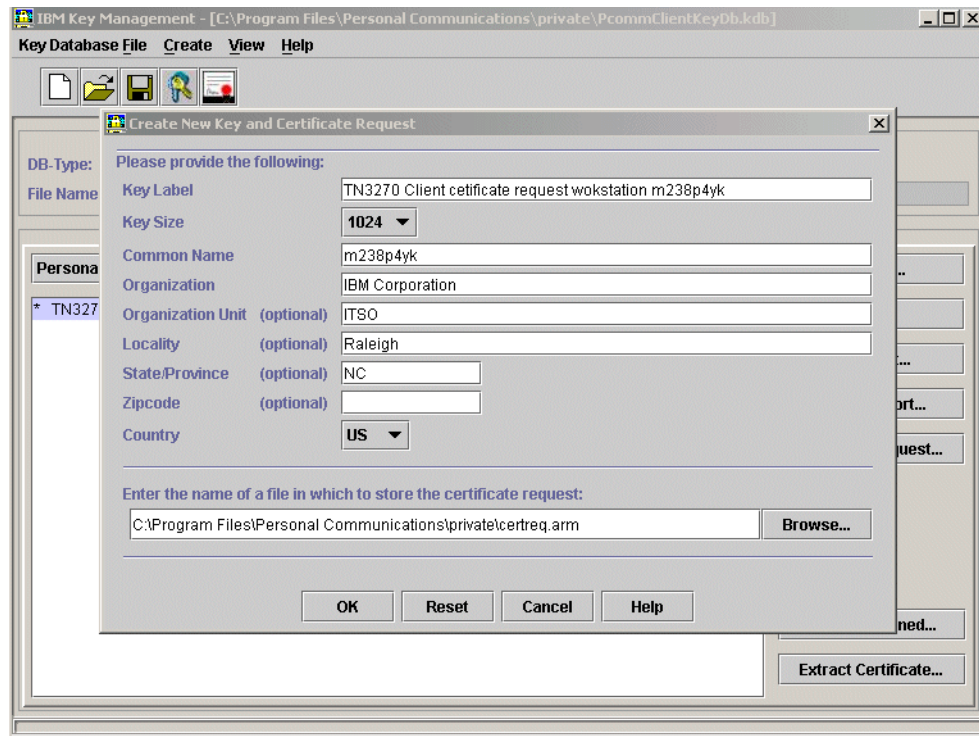 IBM Key Management - [C:\Program Files\Personal Communications\private\PcommClientKeyDb.kdb]
Key Database File Create View Help
Create New Key and Certificate Request
DB-Type:
File Name
Please provide the following:
Key Label TN3270 Client cetificate request wokstation m238p4yk
Key Size 1024
Common Name m238p4yk
Organization IBM Corporation
Organization Unit (optional) ITSO
Locality (optional) Raleigh
State/Province (optional) NC
Zipcode (optional)
Country US
Persona
* TN327
..
...
ort...
quest...
Enter the name of a file in which to store the certificate request:
C:\Program Files\Personal Communications\private\certreq.arm Browse...
OK Reset Cancel Help
ned...
Extract Certificate...